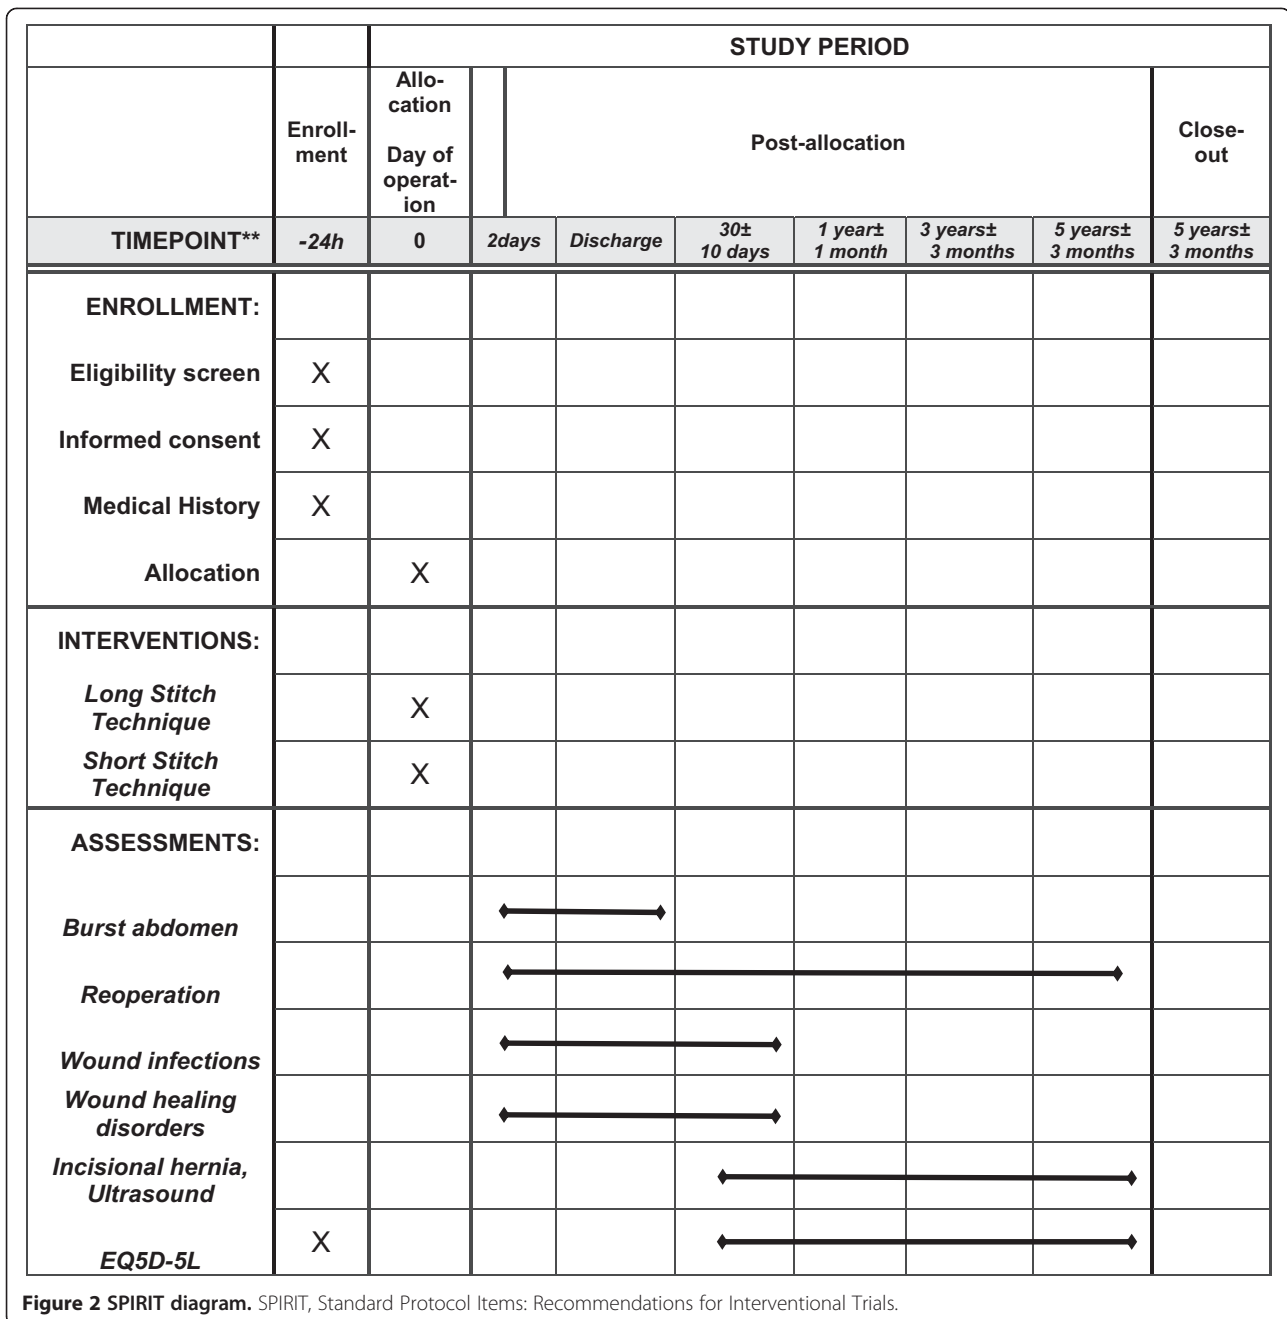 STUDY PERIOD
Enroll-
ment
Allo-
cation
Day of
operat-
ion
Post-allocation
Close-
out
TIMEPOINT**
-24h
0
2days
Discharge
30±
10 days
1 year±
1 month
3 years±
3 months
5 years±
3 months
5 years±
3 months
ENROLLMENT:
Eligibility screen
X
Informed consent
X
Medical History
X
Allocation
X
INTERVENTIONS:
Long Stitch
Technique
X
Short Stitch
Technique
X
ASSESSMENTS:
Burst abdomen
Reoperation
Wound infections
Wound healing
disorders
Incisional hernia,
Ultrasound
EQ5D-5L
X
Figure 2 SPIRIT diagram. SPIRIT, Standard Protocol Items: Recommendations for Interventional Trials.